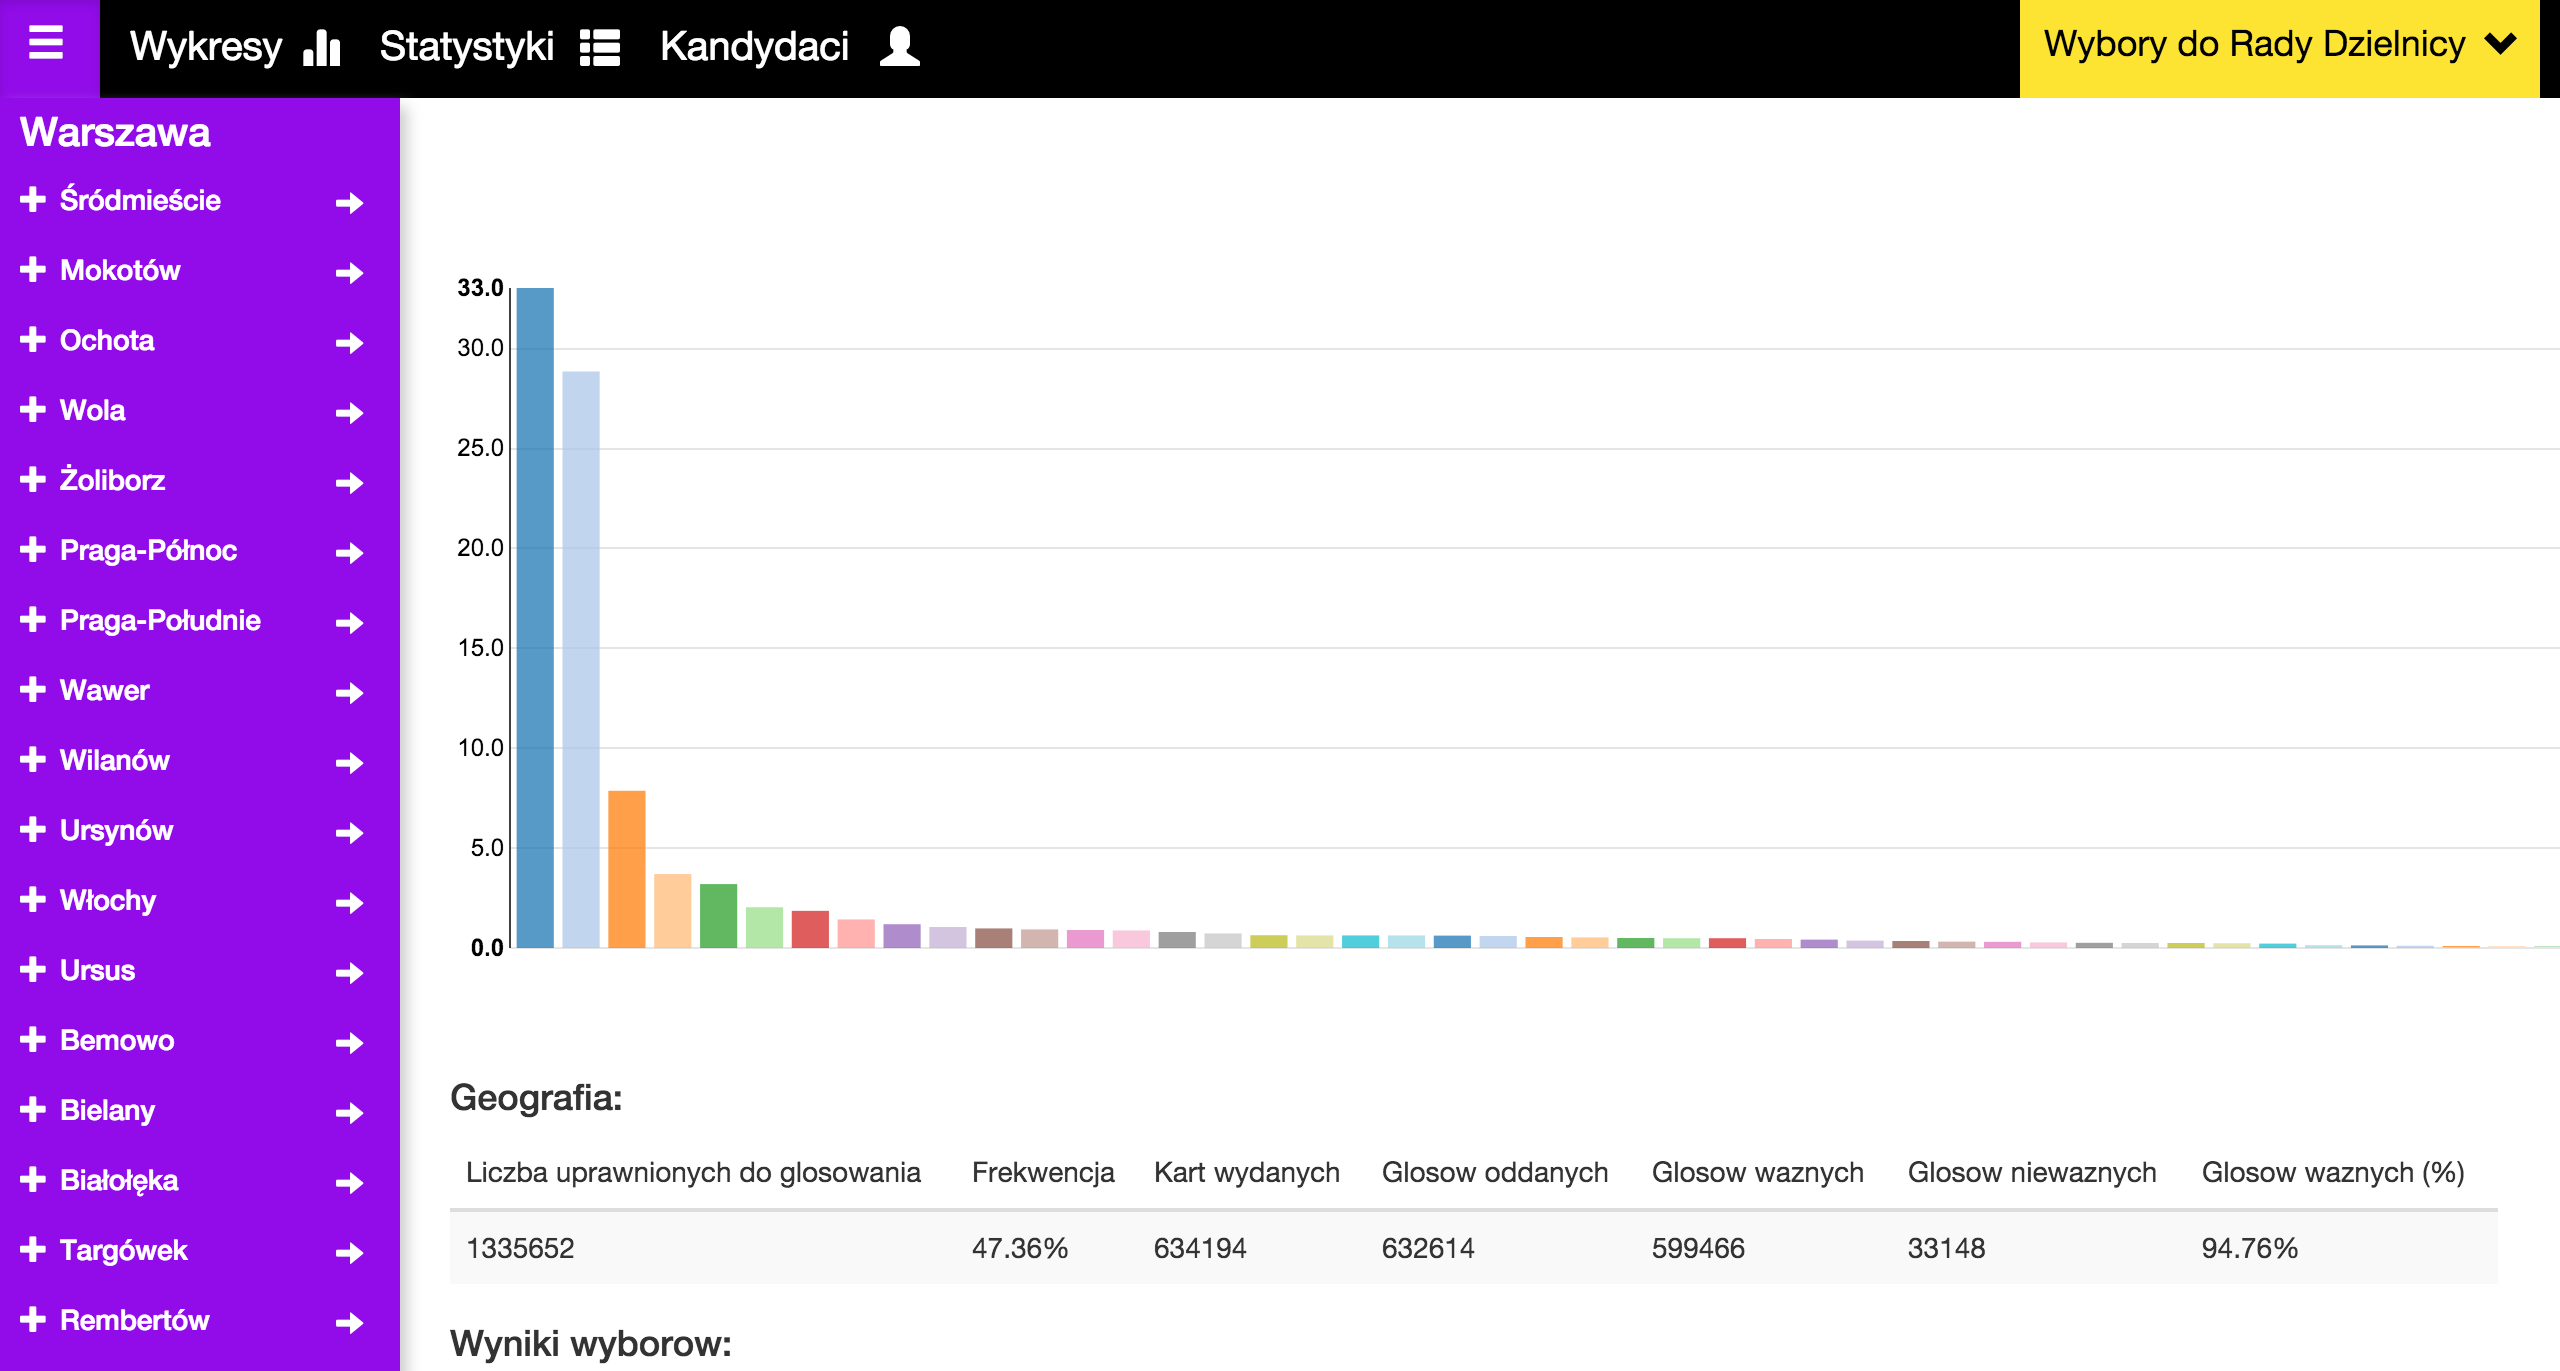 Wykresy Statystyki Kandydaci Wybory do Rady Dzielnicy
Warszawa
Śródmieście
Mokotów
Ochota
Wola
Żoliborz
Praga-Północ
Praga-Południe
Wawer
Wilanów
Ursynów
Włochy
Ursus
Bemowo
Bielany
Białołęka
Targówek
Rembertów
33.0
30.0
25.0
20.0
15.0
10.0
5.0
0.0
Geografia:
Liczba uprawnionych do glosowania Frekwencja Kart wydanych Glosow oddanych Glosow waznych Glosow niewaznych Glosow waznych (%)
1335652 47.36% 634194 632614 599466 33148 94.76%
Wyniki wyborow: